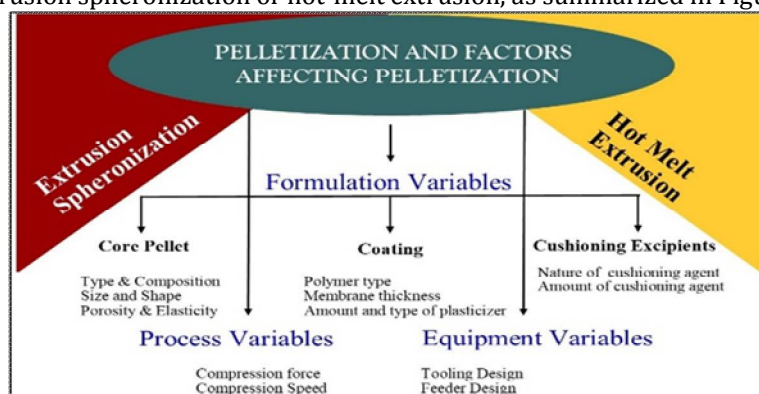 rusion spheronization or hot melt extrusion, as summarized in Figu
PELLETIZATION AND FACTORS
AFFECTING PELLETIZATION
Extrusion
Spheronization
Hot Melt
Extrusion
Formulation Variables
Core Pellet
Type & Composition
Size and Shape
Porosity & Elasticity
Coating
Polymer type
Membrane thickness
Amount and type of plasticizer
Cushioning Excipients
Nature of cushioning agent
Amount of cushioning agent
Process Variables
Compression force
Compression Speed
Equipment Variables
Tooling Design
Feeder Design